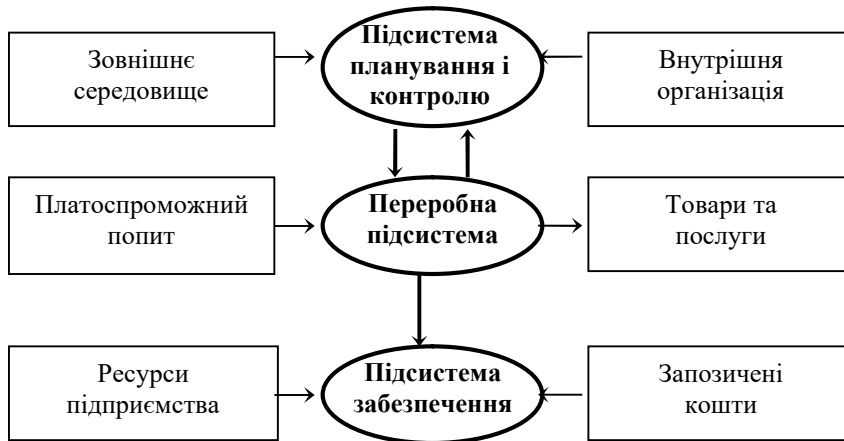 Зовнішнє
середовище
Підсистема
планування і
контролю
Внутрішня
організація
Платоспроможний
попит
Переробна
підсистема
Товари та
послуги
Ресурси
підприємства
Підсистема
забезпечення
Запозичені
кошти